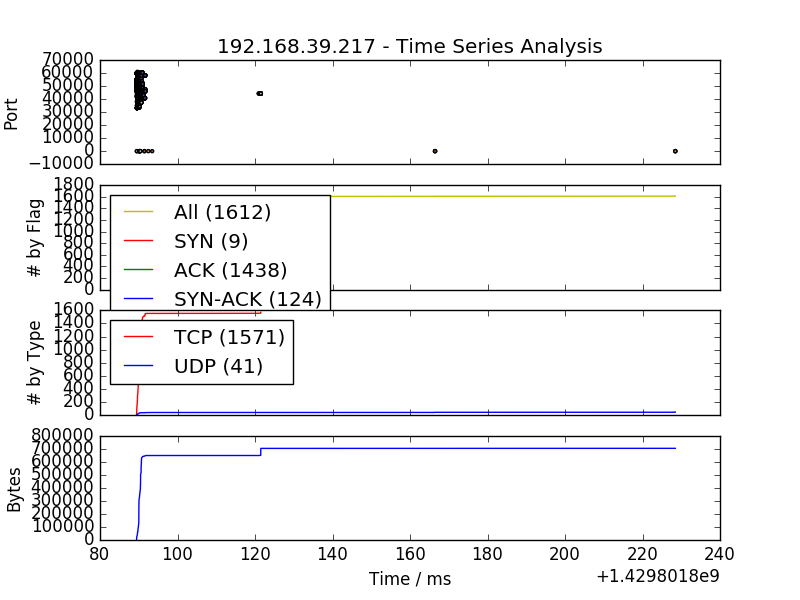 192.168.39.217 - Time Series Analysis
70000
60000
50000
40000
30000
20000
10000
0
−10000
Port
1800
1600
1400
1200
1000
800
600
400
200
0
# by Flag
All (1612)
SYN (9)
ACK (1438)
SYN-ACK (124)
1600
1400
1200
1000
800
600
400
200
0
# by Type
TCP (1571)
UDP (41)
800000
700000
600000
500000
400000
300000
200000
100000
0
Bytes
80 100 120 140 160 180 200 220 240
Time / ms
+1.4298018e9